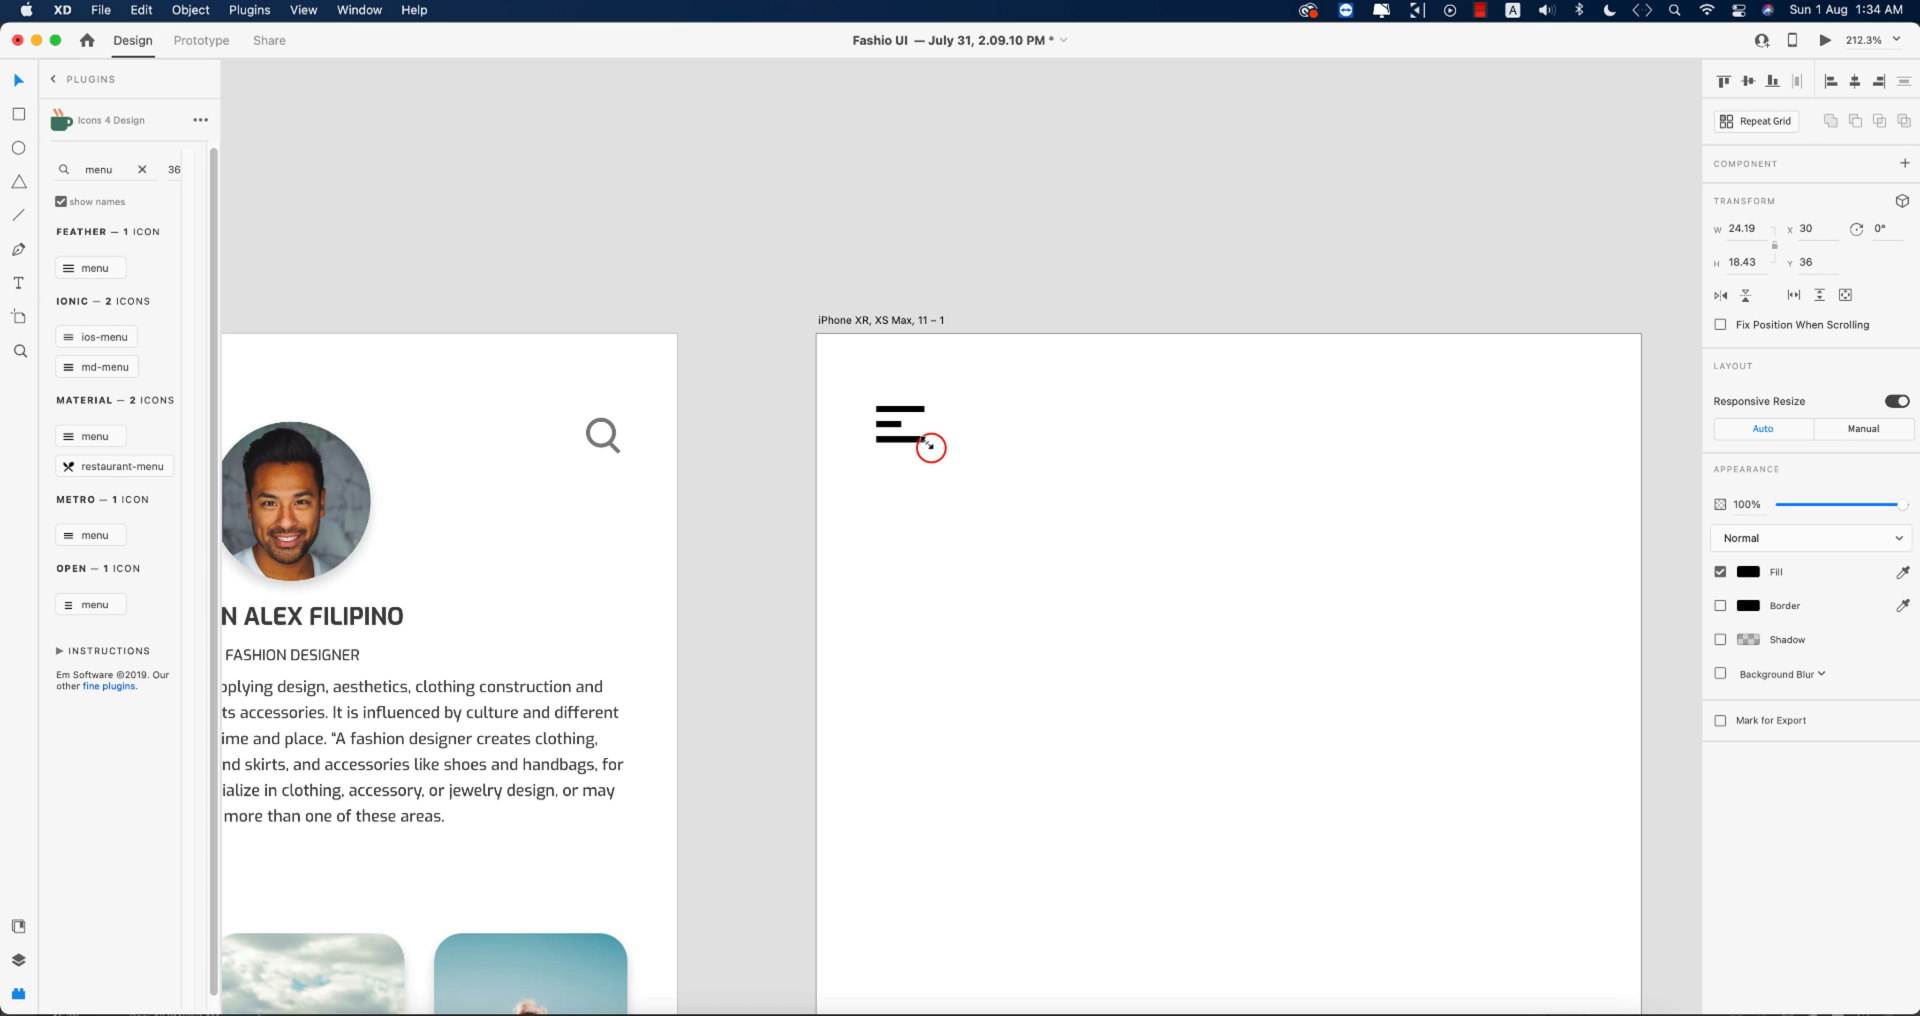 XD File Edit Object Plugins View Window Help
A Sun 1 Aug 1:34 AM
Design Prototype Share
Fashio UI — July 31, 2.09.10 PM *
212.3%
PLUGINS
Icons 4 Design
menu 36
show names
FEATHER — 1 ICON
menu
IONIC — 2 ICONS
ios-menu
md-menu
MATERIAL — 2 ICONS
menu
restaurant-menu
METRO — 1 ICON
menu
OPEN — 1 ICON
menu
INSTRUCTIONS
Em Software ©2019. Our
other fine plugins.
N ALEX FILIPINO
FASHION DESIGNER
pplying design, aesthetics, clothing construction and
ts accessories. It is influenced by culture and different
ime and place. “A fashion designer creates clothing,
nd skirts, and accessories like shoes and handbags, for
ialize in clothing, accessory, or jewelry design, or may
more than one of these areas.
iPhone XR, XS Max, 11 – 1
Repeat Grid
COMPONENT
TRANSFORM
W 24.19 X 30 0°
H 18.43 Y 36
Fix Position When Scrolling
LAYOUT
Responsive Resize
Auto Manual
APPEARANCE
100%
Normal
Fill
Border
Shadow
Background Blur
Mark for Export